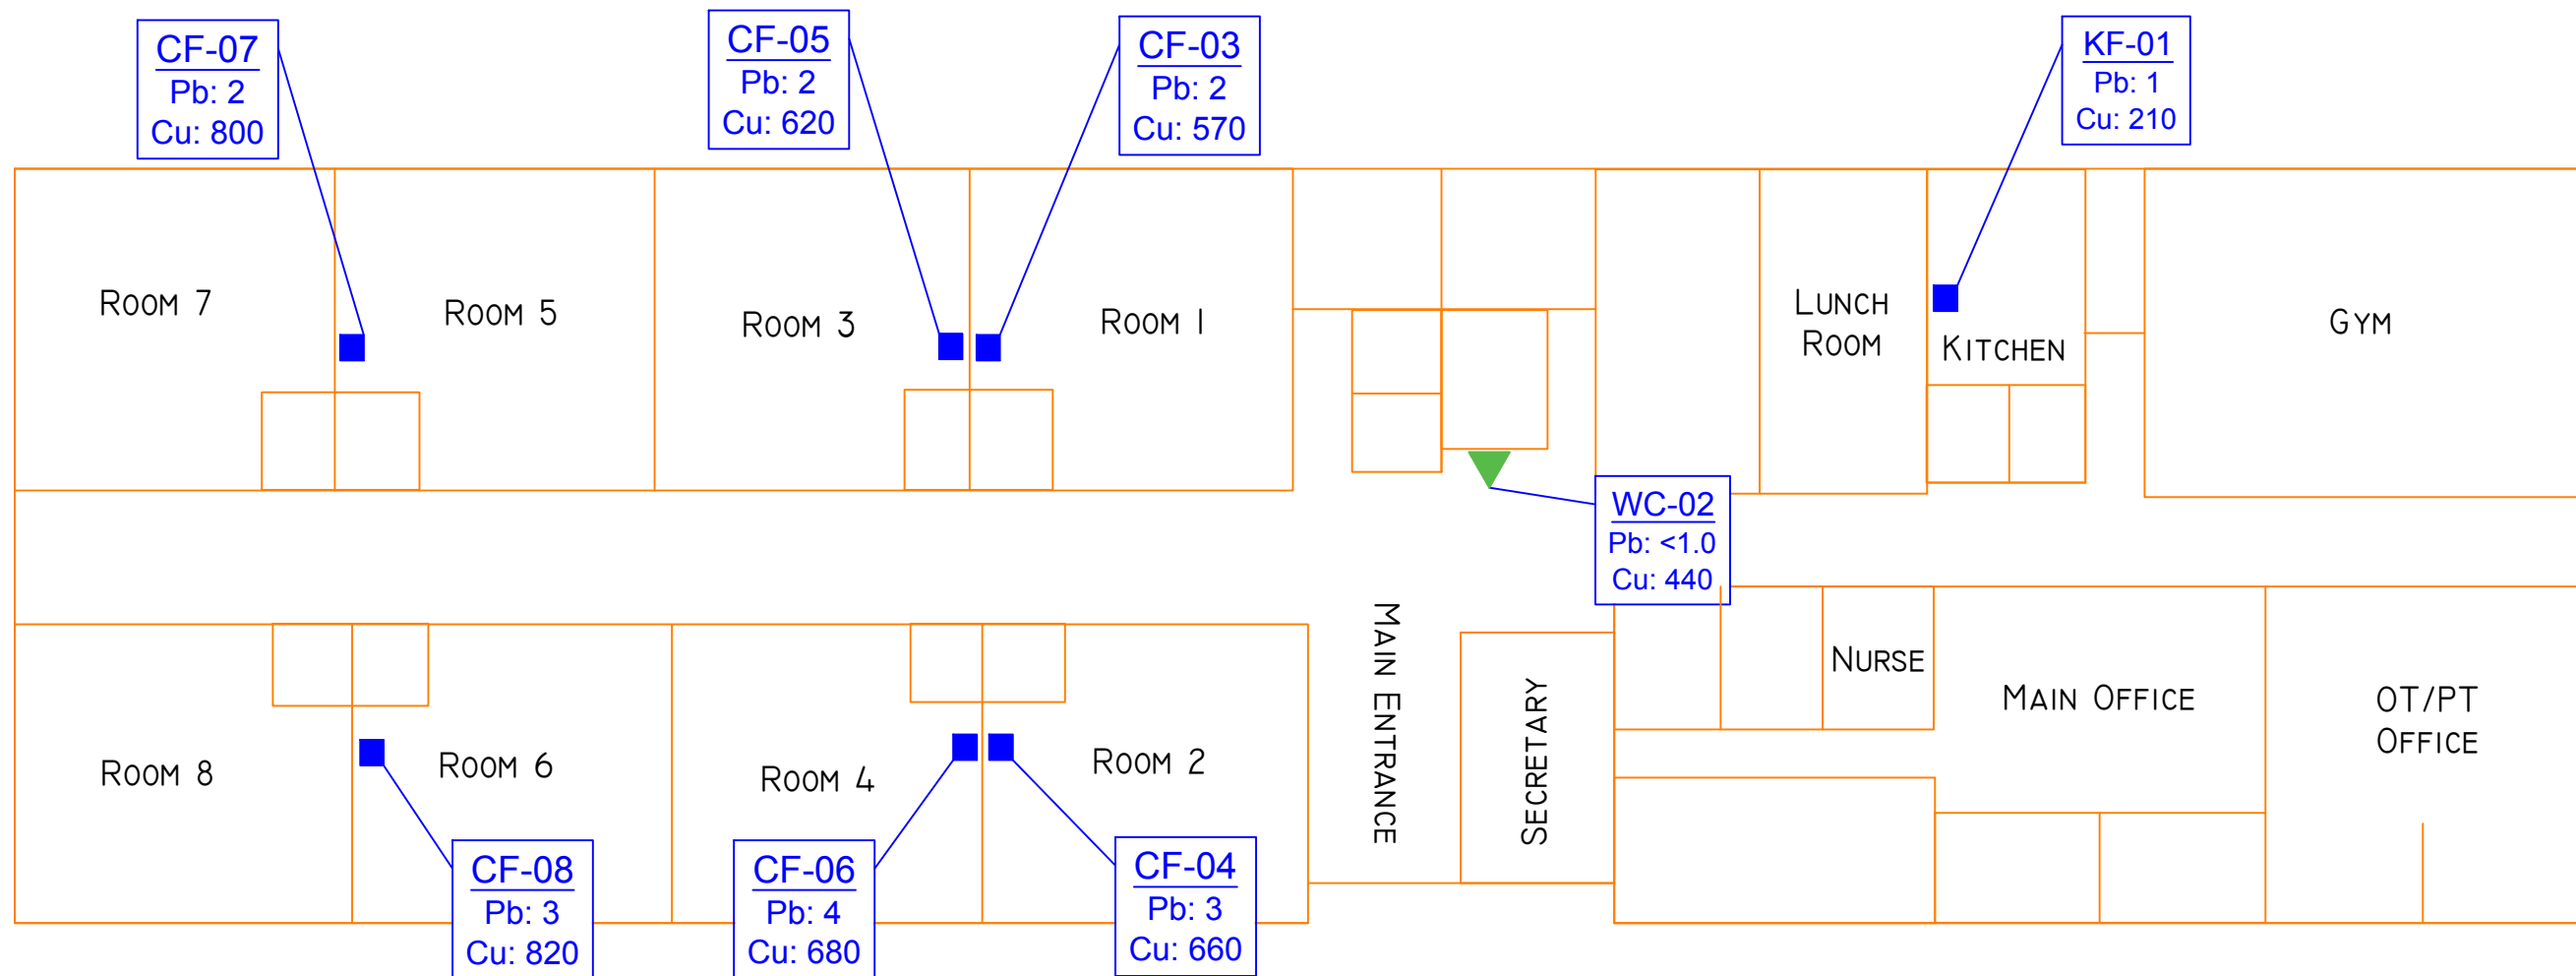 CF-07
Pb: 2
Cu: 800
CF-05
Pb: 2
Cu: 620
CF-03
Pb: 2
Cu: 570
KF-01
Pb: 1
Cu: 210
ROOM 7
ROOM 5
ROOM 3
ROOM 1
LUNCH
ROOM
KITCHEN
GYM
WC-02
Pb: <1.0
Cu: 440
MAIN ENTRANCE
SECRETARY
NURSE
MAIN OFFICE
OT/PT
OFFICE
ROOM 8
ROOM 6
ROOM 4
ROOM 2
CF-08
Pb: 3
Cu: 820
CF-06
Pb: 4
Cu: 680
CF-04
Pb: 3
Cu: 660